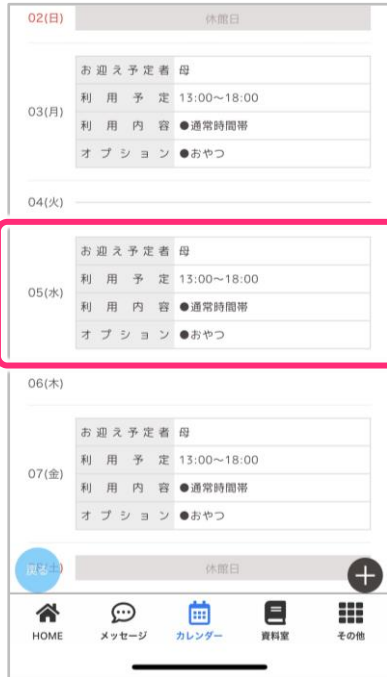 02(日) 休館日
お迎え予定者 母
利用予定 13:00〜18:00
03(月)
利用内容 ●通常時間帯
オプション ●おやつ
04(火)
お迎え予定者 母
利用予定 13:00〜18:00
05(水)
利用内容 ●通常時間帯
オプション ●おやつ
06(木)
お迎え予定者 母
利用予定 13:00〜18:00
07(金)
利用内容 ●通常時間帯
オプション ●おやつ
戻る 土) 休館日
HOME メッセージ カレンダー 資料室 その他